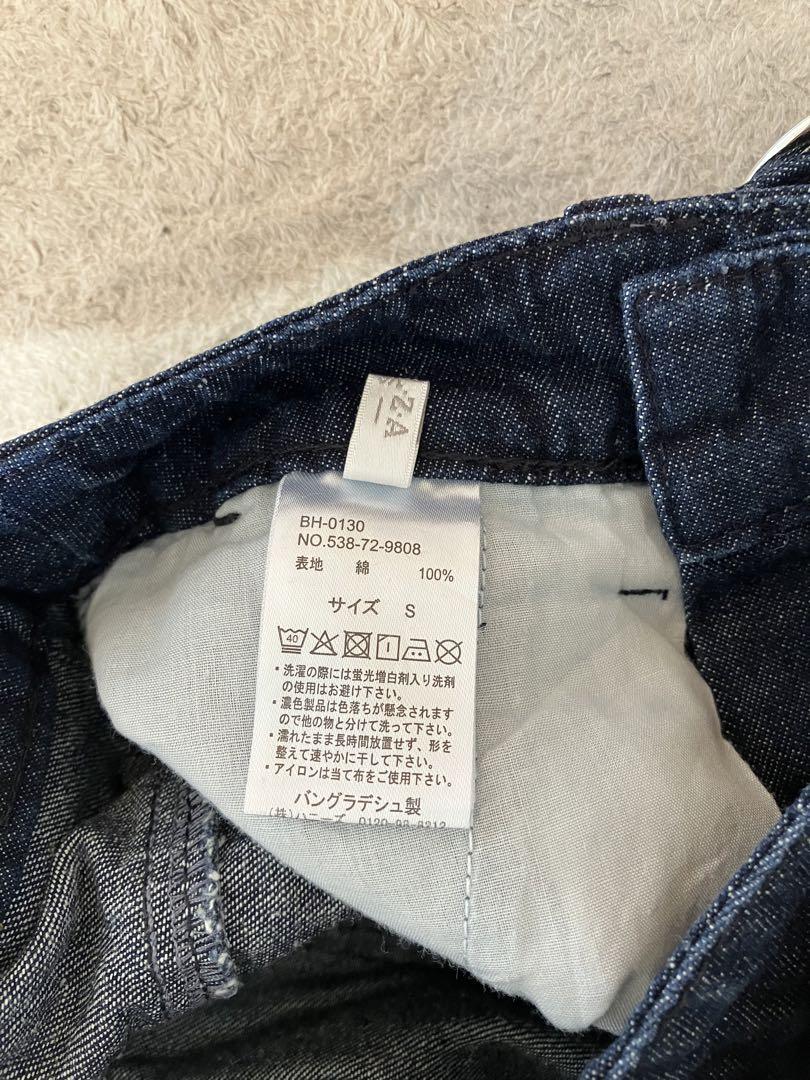 Z·A
BH-0130
NO.538-72-9808
表地 綿 100%
サイズ S
40
・洗濯の際には蛍光増白剤入り洗剤
の使用はお避け下さい。
・濃色製品は色落ちが懸念されます
ので他の物と分けて洗って下さい。
・濡れたまま長時間放置せず、形を
整えて速やかに干して下さい。
・アイロンは当て布をご使用下さい。
バングラデシュ製
(株)ハニーズ